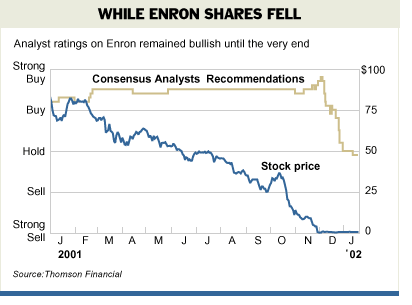 WHILE ENRON SHARES FELL
Analyst ratings on Enron remained bullish until the very end
Strong
Buy
Buy
Hold
Sell
Strong
Sell
Consensus Analysts Recommendations
Stock price
$100
75
50
25
0
J F M A M J J A S O N D J
2001
'02
Source:Thomson Financial